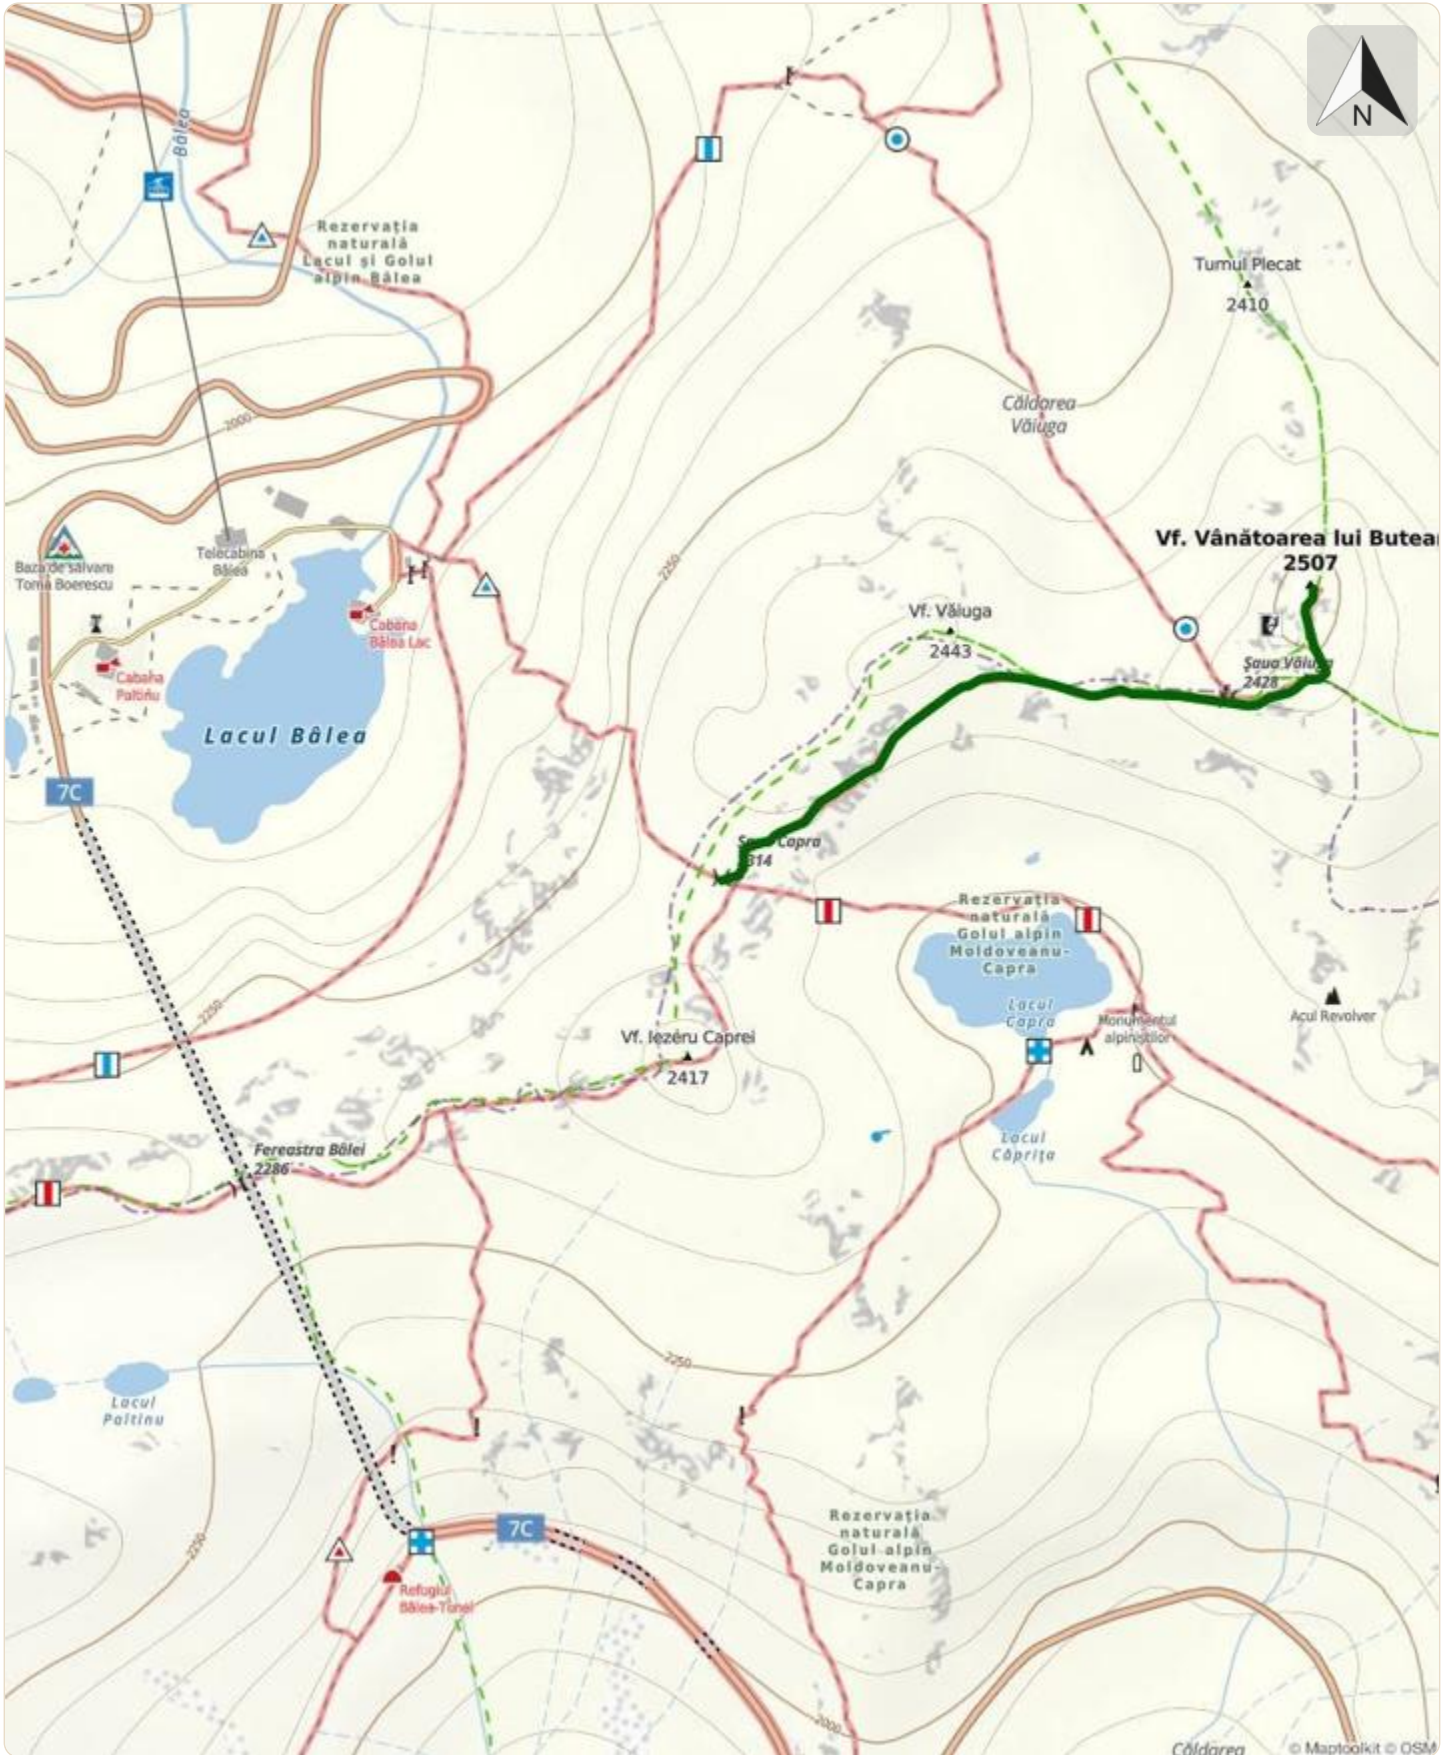 N
Bâlea
Rezervația
naturală
Lacul și Golul
alpin Bâlea
Turnul Plecat
2410
Căldarea
Văiuga
2000
2250
Vf. Vânătoarea lui Butean
2507
Telecabina
Bâlea
Baza de salvare
Toma Boerescu
Cabana
Bâlea Lac
Cabana
Paltinu
Vf. Văiuga
2443
Șaua Văiuga
2428
Lacul Bâlea
7C
Capra
Rezervația
naturală
Golul alpin
Moldoveanu-
Capra
Lacul
Capra
Monumentul
alpiniștilor
Acul Revolver
2250
Vf. Iezeru Caprei
2417
Fereastra Bâlei
2286
Lacul
Căprița
2250
Lacul
Paltinu
7C
2250
Rezervația
naturală
Golul alpin
Moldoveanu-
Capra
Refugiul
Bâlea Tunel
2000
Căldarea
© Maptoolkit © OSM